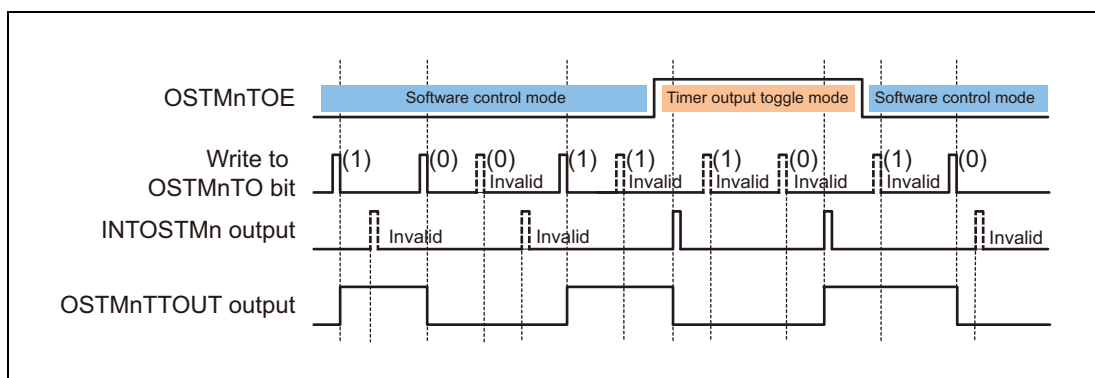 OSTMnTOE
Software control mode
Timer output toggle mode
Software control mode
Write to
OSTMnTO bit
(1)
(0)
(0)
Invalid
(1)
(1)
Invalid
(1)
Invalid
(0)
Invalid
(1)
Invalid
(0)
INTOSTMn output
Invalid
Invalid
Invalid
OSTMnTTOUT output